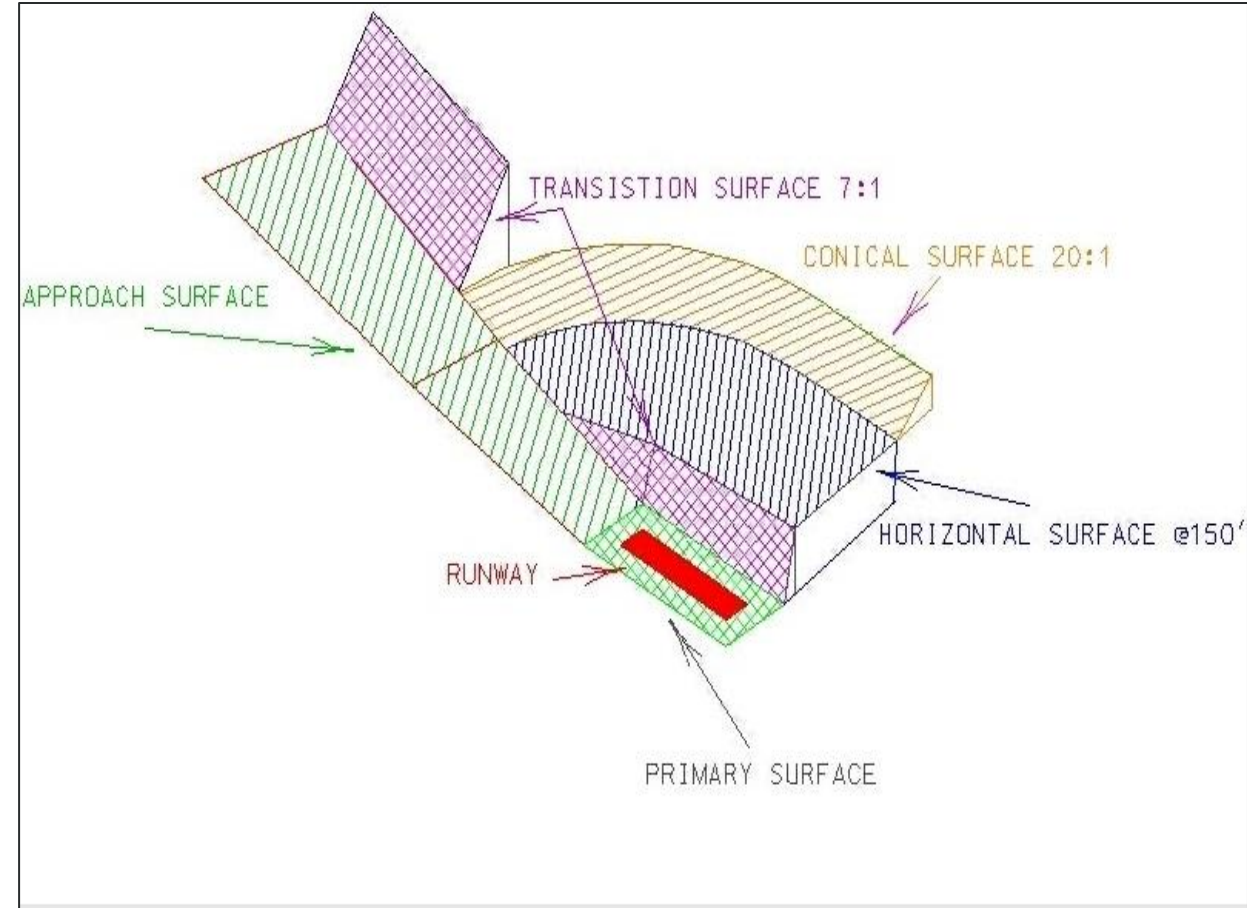 TRANSISTION SURFACE 7:1
CONICAL SURFACE 20:1
APPROACH SURFACE
HORIZONTAL SURFACE @150'
RUNWAY
PRIMARY SURFACE